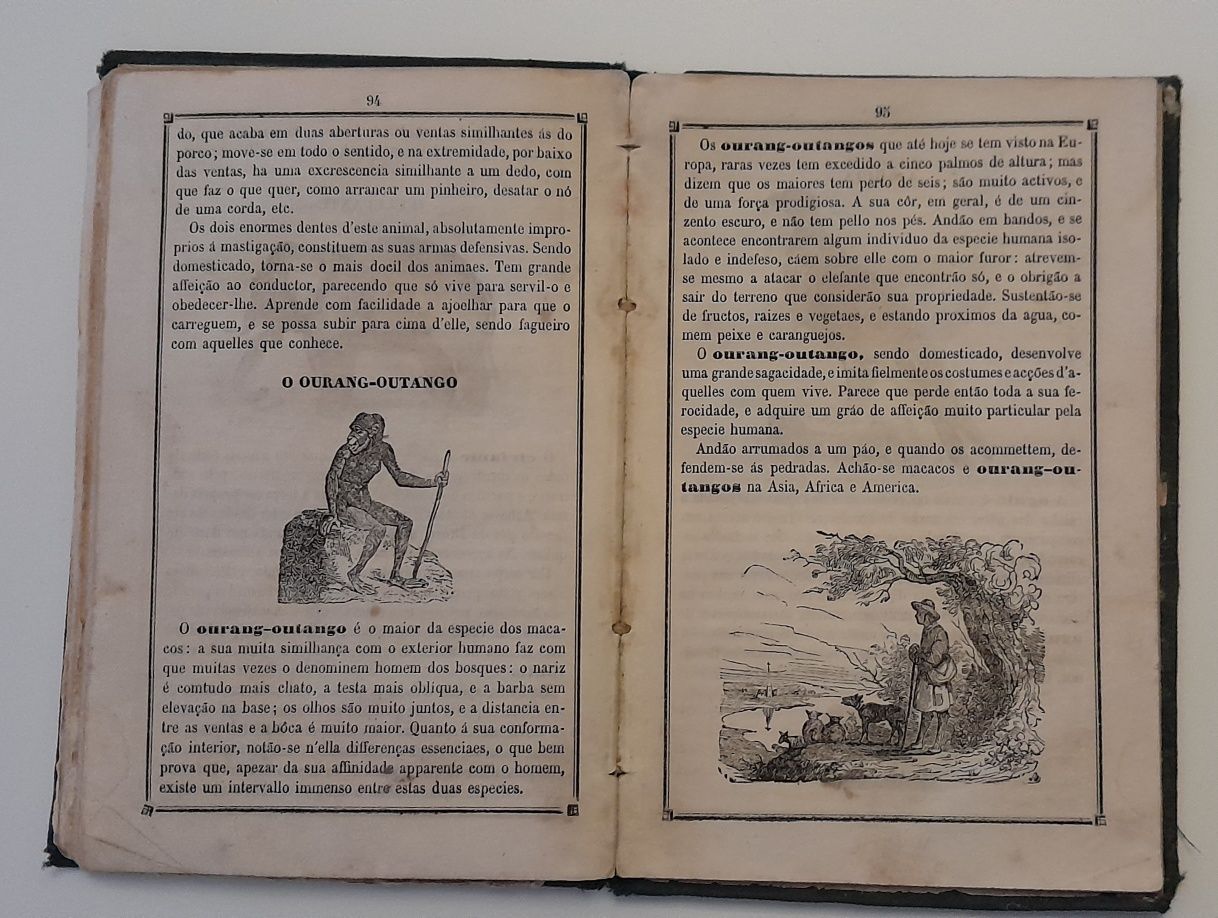 94
do, que acaba em duas aberturas ou ventas similhantes ás do
porco; move-se em todo o sentido, e na extremidade, por baixo
das ventas, ha uma excrescencia similhante a um dedo, com
que faz o que quer, como arrancar um pinheiro, desatar o nó
de uma corda, etc.
Os dois enormes dentes d'este animal, absolutamente impro-
prios á mastigação, constituem as suas armas defensivas. Sendo
domesticado, torna-se o mais docil dos animaes. Tem grande
affeição ao conductor, parecendo que só vive para servil-o e
obedecer-lhe. Aprende com facilidade a ajoelhar para que o
carreguem, e se possa subir para cima d'elle, sendo fagueiro
com aquelles que conhece.
O OURANG-OUTANGO
O ourang-outango é o maior da especie dos maca-
cos: a sua muita similhança com o exterior humano faz com
que muitas vezes o denominem homem dos bosques: o nariz
é comtudo mais chato, a testa mais obliqua, e a barba sem
elevação na base; os olhos são muito juntos, e a distancia en-
tre as ventas e a bôca é muito maior. Quanto á sua conforma-
ção interior, notão-se n'ella differenças essenciaes, o que bem
prova que, apezar da sua affinidade apparente com o homem,
existe um intervallo immenso entre estas duas especies.
95
Os ourang-outangos que até hoje se tem visto na Eu-
ropa, raras vezes tem excedido a cinco palmos de altura; mas
dizem que os maiores tem perto de seis; são muito activos, e
de uma força prodigiosa. A sua côr, em geral, é de um cin-
zento escuro, e não tem pello nos pés. Andão em bandos, e se
acontece encontrarem algum individuo da especie humana iso-
lado e indefeso, cáem sobre elle com o maior furor: atrevem-
se mesmo a atacar o elefante que encontrão só, e o obrigão a
sair do terreno que considerão sua propriedade. Sustentão-se
de fructos, raizes e vegetaes, e estando proximos da agua, co-
mem peixe e caranguejos.
O ourang-outango, sendo domesticado, desenvolve
uma grande sagacidade, e imita fielmente os costumes e acções d'a-
quelles com quem vive. Parece que perde então toda a sua fe-
rocidade, e adquire um gráo de affeição muito particular pela
especie humana.
Andão arrumados a um páo, e quando os acommettem, de-
fendem-se ás pedradas. Achão-se macacos e ourang-ou-
tangos na Asia, Africa e America.